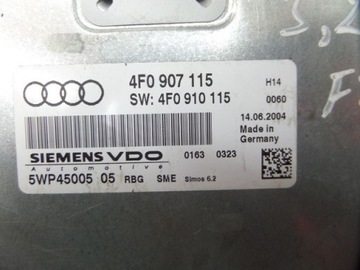 4F0 907 115
H14
SW: 4F0 910 115
0060
14.06.2004
Made in
Germany
SIEMENS VDO
Automotive
0163 0323
5WP45005 05 RBG SME Simos 6.2